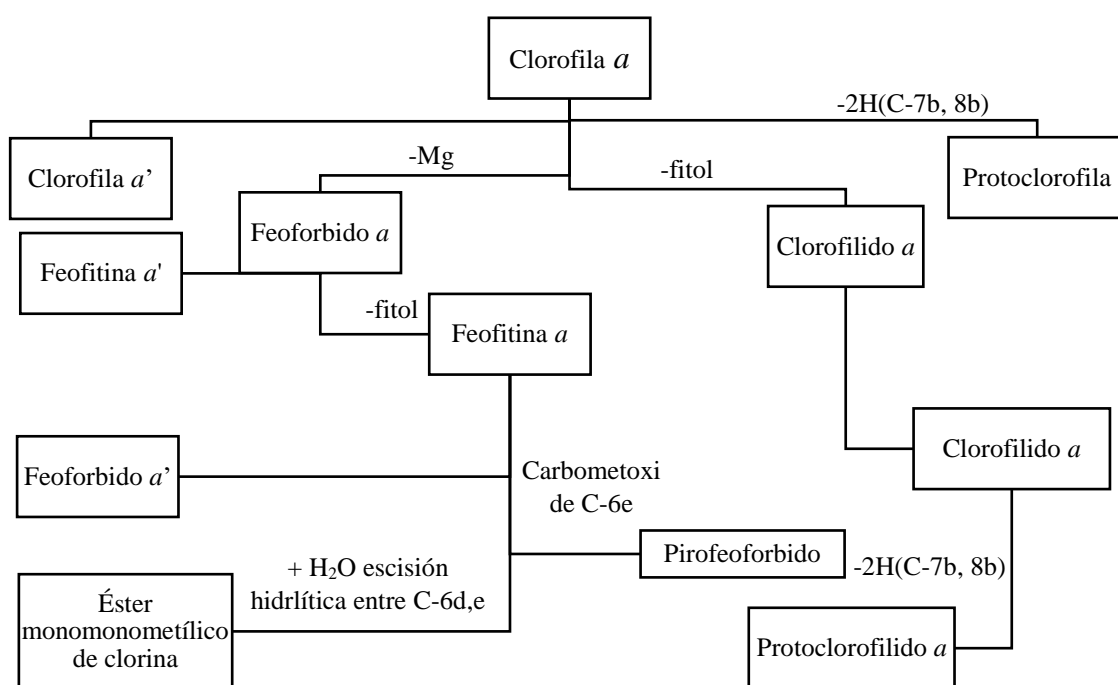 Clorofila a
-2H(C-7b, 8b)
Clorofila a’
-Mg
-fitol
Protoclorofila
Feoforbido a
Clorofilido a
Feofitina a'
-fitol
Feofitina a
Clorofilido a
Feoforbido a’
Carbometoxi
de C-6e
Pirofeoforbido
-2H(C-7b, 8b)
+ H₂O escisión
hidrlítica entre C-6d,e
Éster
monomonometílico
de clorina
Protoclorofilido a